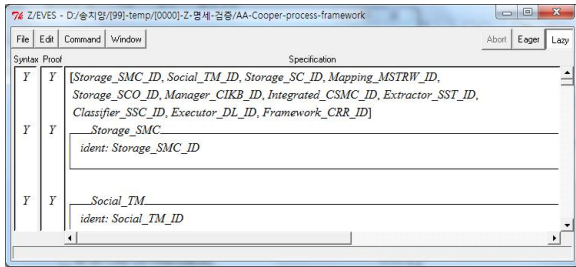 Z/EVES - D:/송지양/[99]-temp/[0000]-Z-명세-검증/AA-Cooper-process-framework
File Edit Command Window Abort Eager Lazy
Syntax Proof Specification
Y Y [Storage_SMC_ID, Social_TM_ID, Storage_SC_ID, Mapping_MSTRW_ID,
Storage_SCO_ID, Manager_CIKB_ID, Integrated_CSMC_ID, Extractor_SST_ID,
Classifier_SSC_ID, Executor_DL_ID, Framework_CRR_ID]
Y Y Storage_SMC
ident: Storage_SMC_ID
Y Y Social_TM
ident: Social_TM_ID